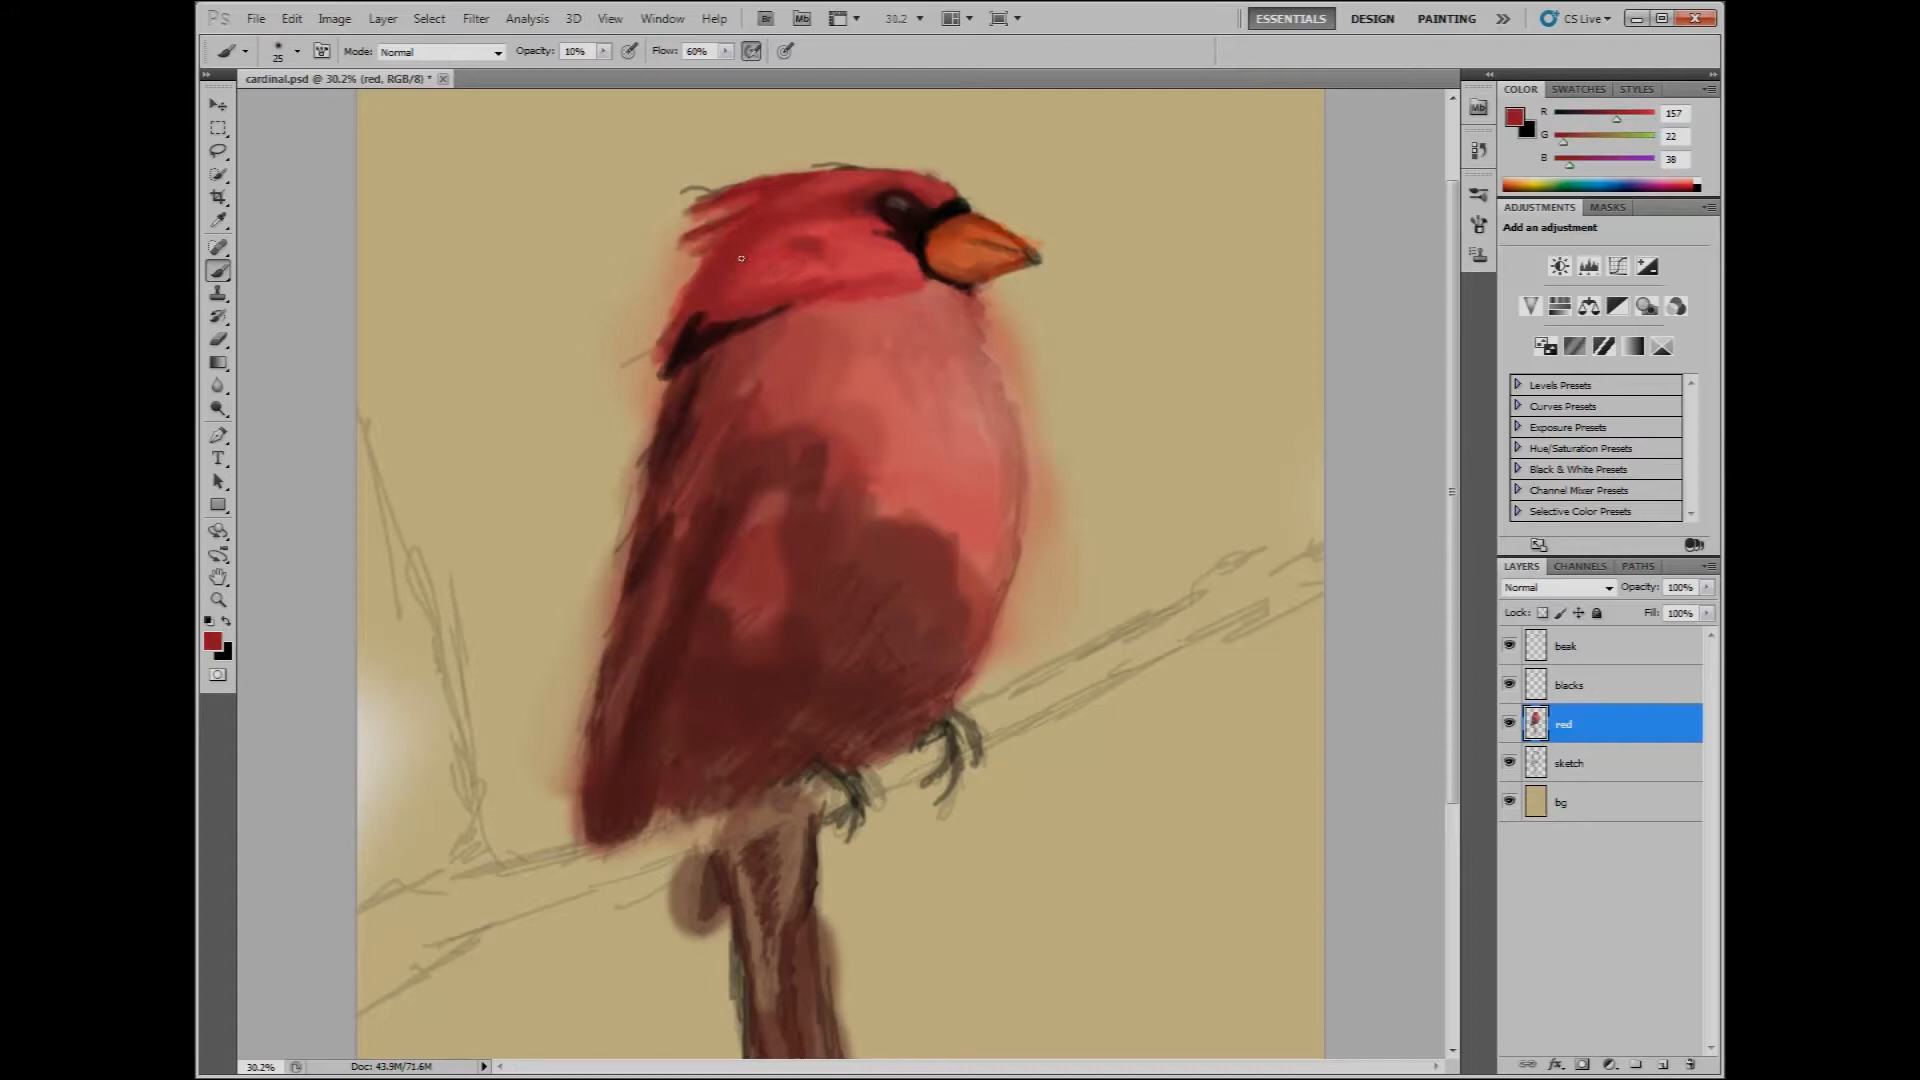 Ps File Edit Image Layer Select Filter Analysis 3D View Window Help Br Mb 30.2 ESSENTIALS DESIGN PAINTING CS Live
25 Mode: Normal Opacity: 10% Flow: 60%
cardinal.psd @ 30.2% (red, RGB/8) *
COLOR SWATCHES STYLES
Mb
R 157
G 22
B 38
ADJUSTMENTS MASKS
Add an adjustment
Levels Presets
Curves Presets
Exposure Presets
Hue/Saturation Presets
Black & White Presets
Channel Mixer Presets
Selective Color Presets
LAYERS CHANNELS PATHS
Normal Opacity: 100%
Lock: Fill: 100%
beak
blacks
red
sketch
bg
30.2% Doc: 43.9M/71.6M